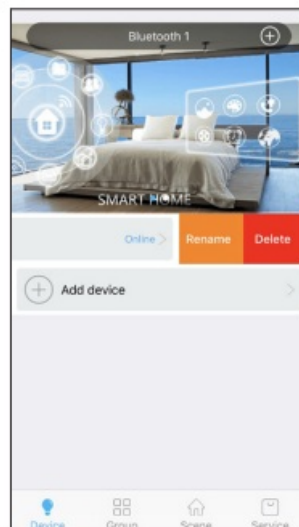 Bluetooth 1
SMART HOME
Online > Rename Delete
Add device >
Device Group Scene Service